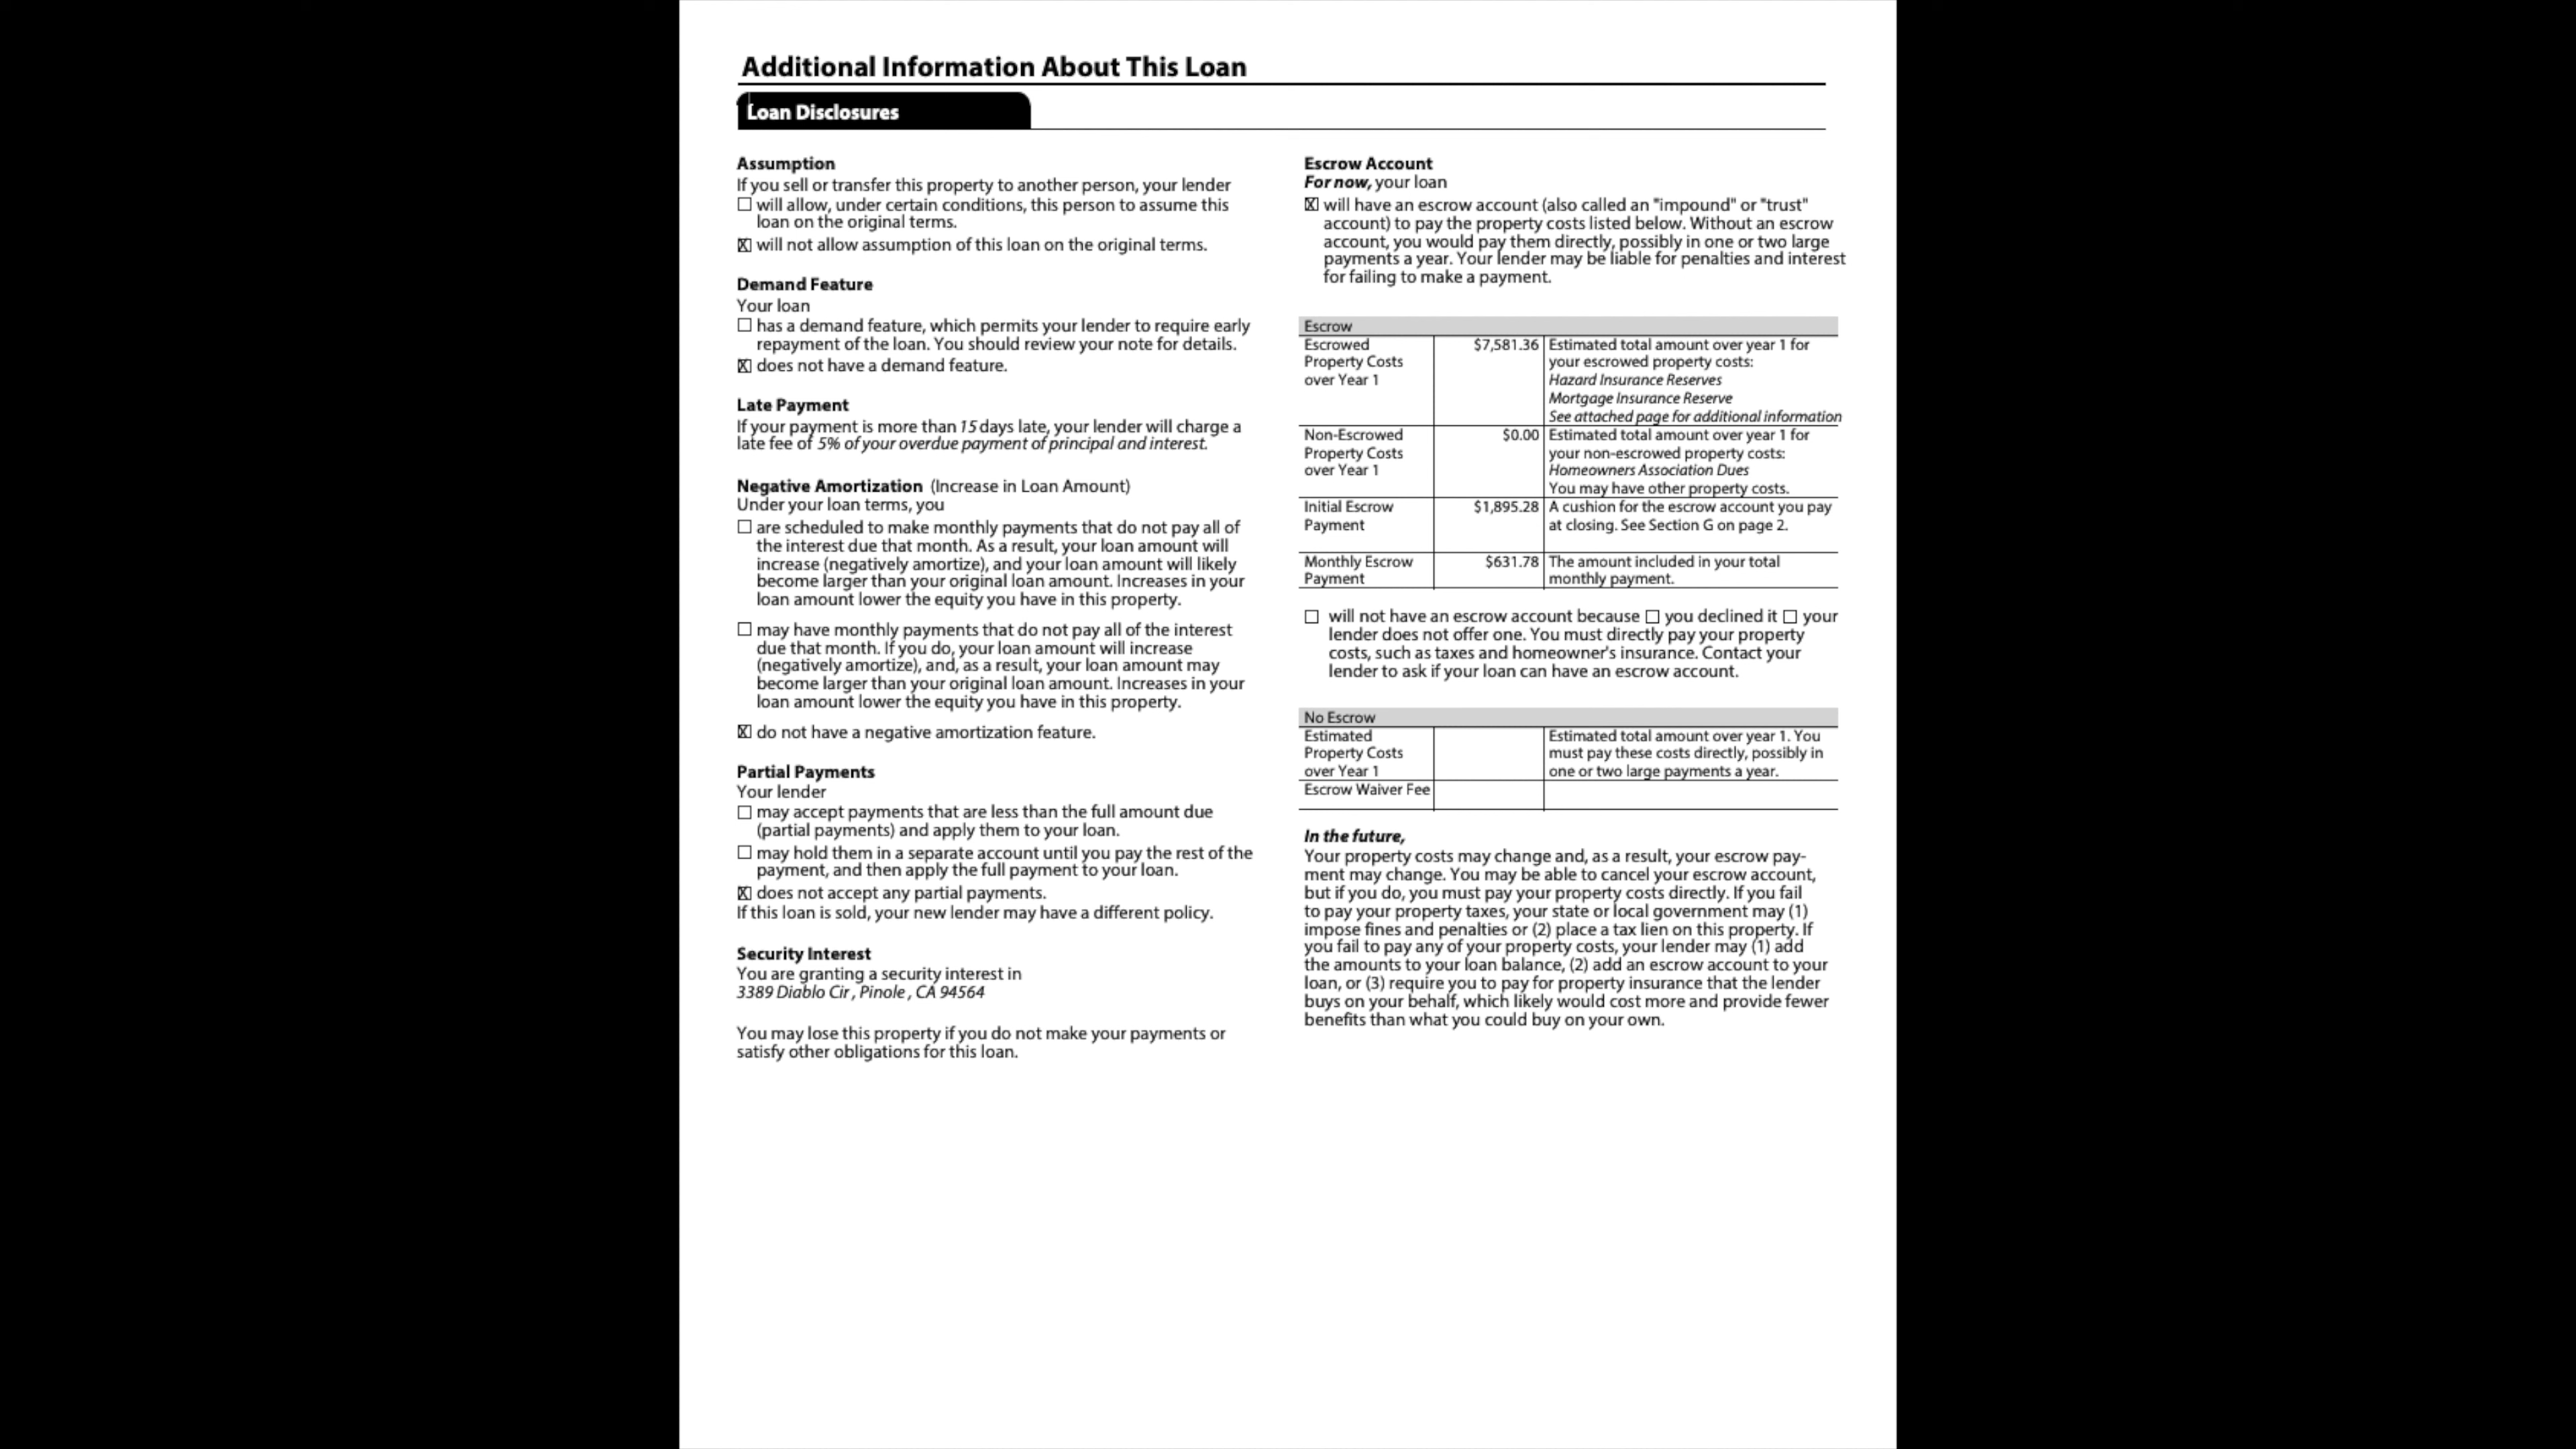 Additional Information About This Loan
Loan Disclosures
Assumption
If you sell or transfer this property to another person, your lender
☐ will allow, under certain conditions, this person to assume this
loan on the original terms.
☒ will not allow assumption of this loan on the original terms.
Demand Feature
Your loan
☐ has a demand feature, which permits your lender to require early
repayment of the loan. You should review your note for details.
☒ does not have a demand feature.
Late Payment
If your payment is more than 15 days late, your lender will charge a
late fee of 5% of your overdue payment of principal and interest.
Negative Amortization (Increase in Loan Amount)
Under your loan terms, you
☐ are scheduled to make monthly payments that do not pay all of
the interest due that month. As a result, your loan amount will
increase (negatively amortize), and your loan amount will likely
become larger than your original loan amount. Increases in your
loan amount lower the equity you have in this property.
☐ may have monthly payments that do not pay all of the interest
due that month. If you do, your loan amount will increase
(negatively amortize), and, as a result, your loan amount may
become larger than your original loan amount. Increases in your
loan amount lower the equity you have in this property.
☒ do not have a negative amortization feature.
Partial Payments
Your lender
☐ may accept payments that are less than the full amount due
(partial payments) and apply them to your loan.
☐ may hold them in a separate account until you pay the rest of the
payment, and then apply the full payment to your loan.
☒ does not accept any partial payments.
If this loan is sold, your new lender may have a different policy.
Security Interest
You are granting a security interest in
3389 Diablo Cir , Pinole , CA 94564
You may lose this property if you do not make your payments or
satisfy other obligations for this loan.
Escrow Account
For now, your loan
☒ will have an escrow account (also called an "impound" or "trust"
account) to pay the property costs listed below. Without an escrow
account, you would pay them directly, possibly in one or two large
payments a year. Your lender may be liable for penalties and interest
for failing to make a payment.
Escrow
Escrowed $7,581.36 Estimated total amount over year 1 for
Property Costs your escrowed property costs:
over Year 1 Hazard Insurance Reserves
Mortgage Insurance Reserve
See attached page for additional information
Non-Escrowed $0.00 Estimated total amount over year 1 for
Property Costs your non-escrowed property costs:
over Year 1 Homeowners Association Dues
You may have other property costs.
Initial Escrow $1,895.28 A cushion for the escrow account you pay
Payment at closing. See Section G on page 2.
Monthly Escrow $631.78 The amount included in your total
Payment monthly payment.
☐ will not have an escrow account because ☐ you declined it ☐ your
lender does not offer one. You must directly pay your property
costs, such as taxes and homeowner's insurance. Contact your
lender to ask if your loan can have an escrow account.
No Escrow
Estimated Estimated total amount over year 1. You
Property Costs must pay these costs directly, possibly in
over Year 1 one or two large payments a year.
Escrow Waiver Fee
In the future,
Your property costs may change and, as a result, your escrow pay-
ment may change. You may be able to cancel your escrow account,
but if you do, you must pay your property costs directly. If you fail
to pay your property taxes, your state or local government may (1)
impose fines and penalties or (2) place a tax lien on this property. If
you fail to pay any of your property costs, your lender may (1) add
the amounts to your loan balance, (2) add an escrow account to your
loan, or (3) require you to pay for property insurance that the lender
buys on your behalf, which likely would cost more and provide fewer
benefits than what you could buy on your own.